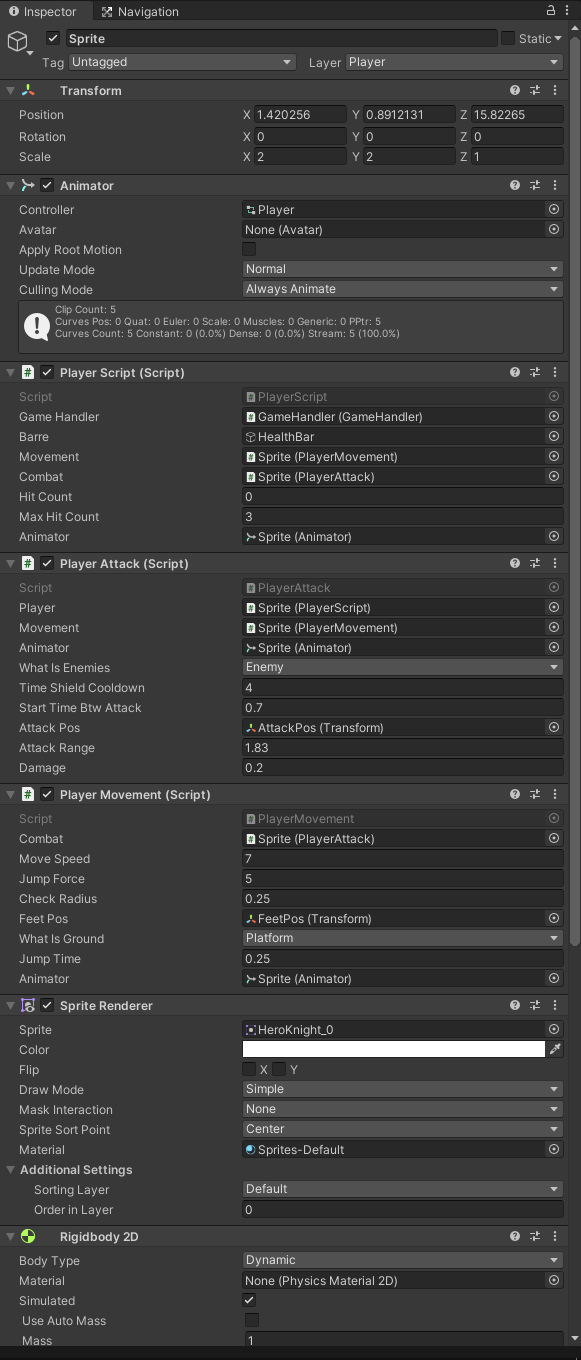 Inspector Navigation
Sprite Static
Tag Untagged Layer Player
Transform
Position X 1.420256 Y 0.8912131 Z 15.82265
Rotation X 0 Y 0 Z 0
Scale X 2 Y 2 Z 1
Animator
Controller Player
Avatar None (Avatar)
Apply Root Motion
Update Mode Normal
Culling Mode Always Animate
Clip Count: 5
Curves Pos: 0 Quat: 0 Euler: 0 Scale: 0 Muscles: 0 Generic: 0 PPtr: 5
Curves Count: 5 Constant: 0 (0.0%) Dense: 0 (0.0%) Stream: 5 (100.0%)
Player Script (Script)
Script PlayerScript
Game Handler GameHandler (GameHandler)
Barre HealthBar
Movement Sprite (PlayerMovement)
Combat Sprite (PlayerAttack)
Hit Count 0
Max Hit Count 3
Animator Sprite (Animator)
Player Attack (Script)
Script PlayerAttack
Player Sprite (PlayerScript)
Movement Sprite (PlayerMovement)
Animator Sprite (Animator)
What Is Enemies Enemy
Time Shield Cooldown 4
Start Time Btw Attack 0.7
Attack Pos AttackPos (Transform)
Attack Range 1.83
Damage 0.2
Player Movement (Script)
Script PlayerMovement
Combat Sprite (PlayerAttack)
Move Speed 7
Jump Force 5
Check Radius 0.25
Feet Pos FeetPos (Transform)
What Is Ground Platform
Jump Time 0.25
Animator Sprite (Animator)
Sprite Renderer
Sprite HeroKnight_0
Color
Flip X Y
Draw Mode Simple
Mask Interaction None
Sprite Sort Point Center
Material Sprites-Default
Additional Settings
Sorting Layer Default
Order in Layer 0
Rigidbody 2D
Body Type Dynamic
Material None (Physics Material 2D)
Simulated
Use Auto Mass
Mass 1